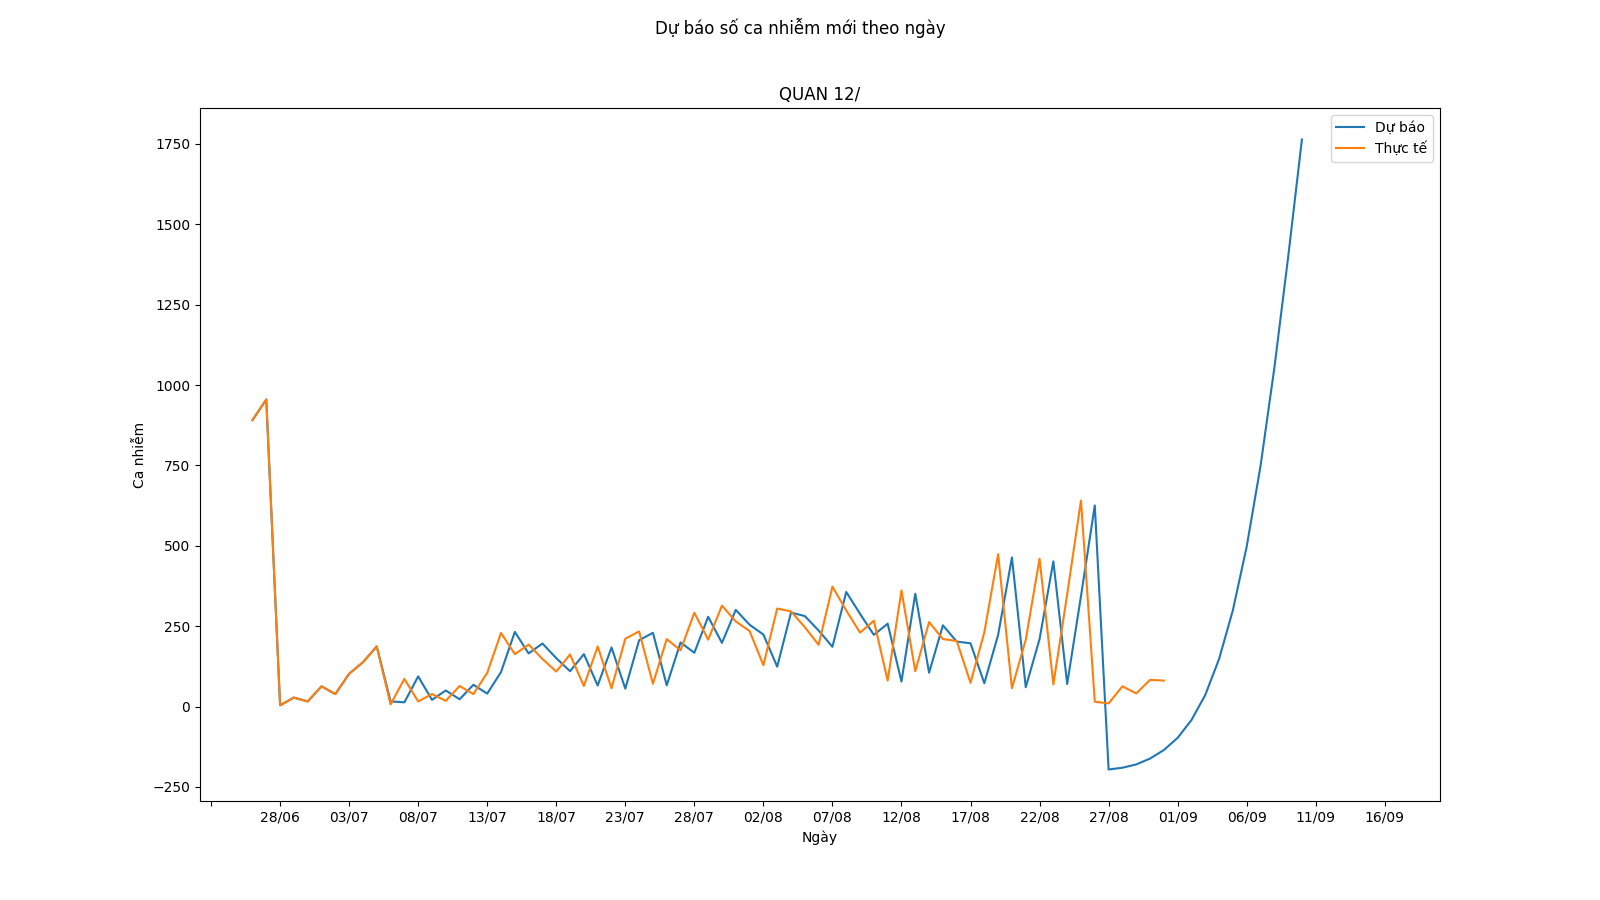 Dự báo số ca nhiễm mới theo ngày
QUAN 12/
Dự báo
Thực tế
1750
1500
1250
1000
750
500
250
0
−250
Ca nhiễm
28/06 03/07 08/07 13/07 18/07 23/07 28/07 02/08 07/08 12/08 17/08 22/08 27/08 01/09 06/09 11/09 16/09
Ngày